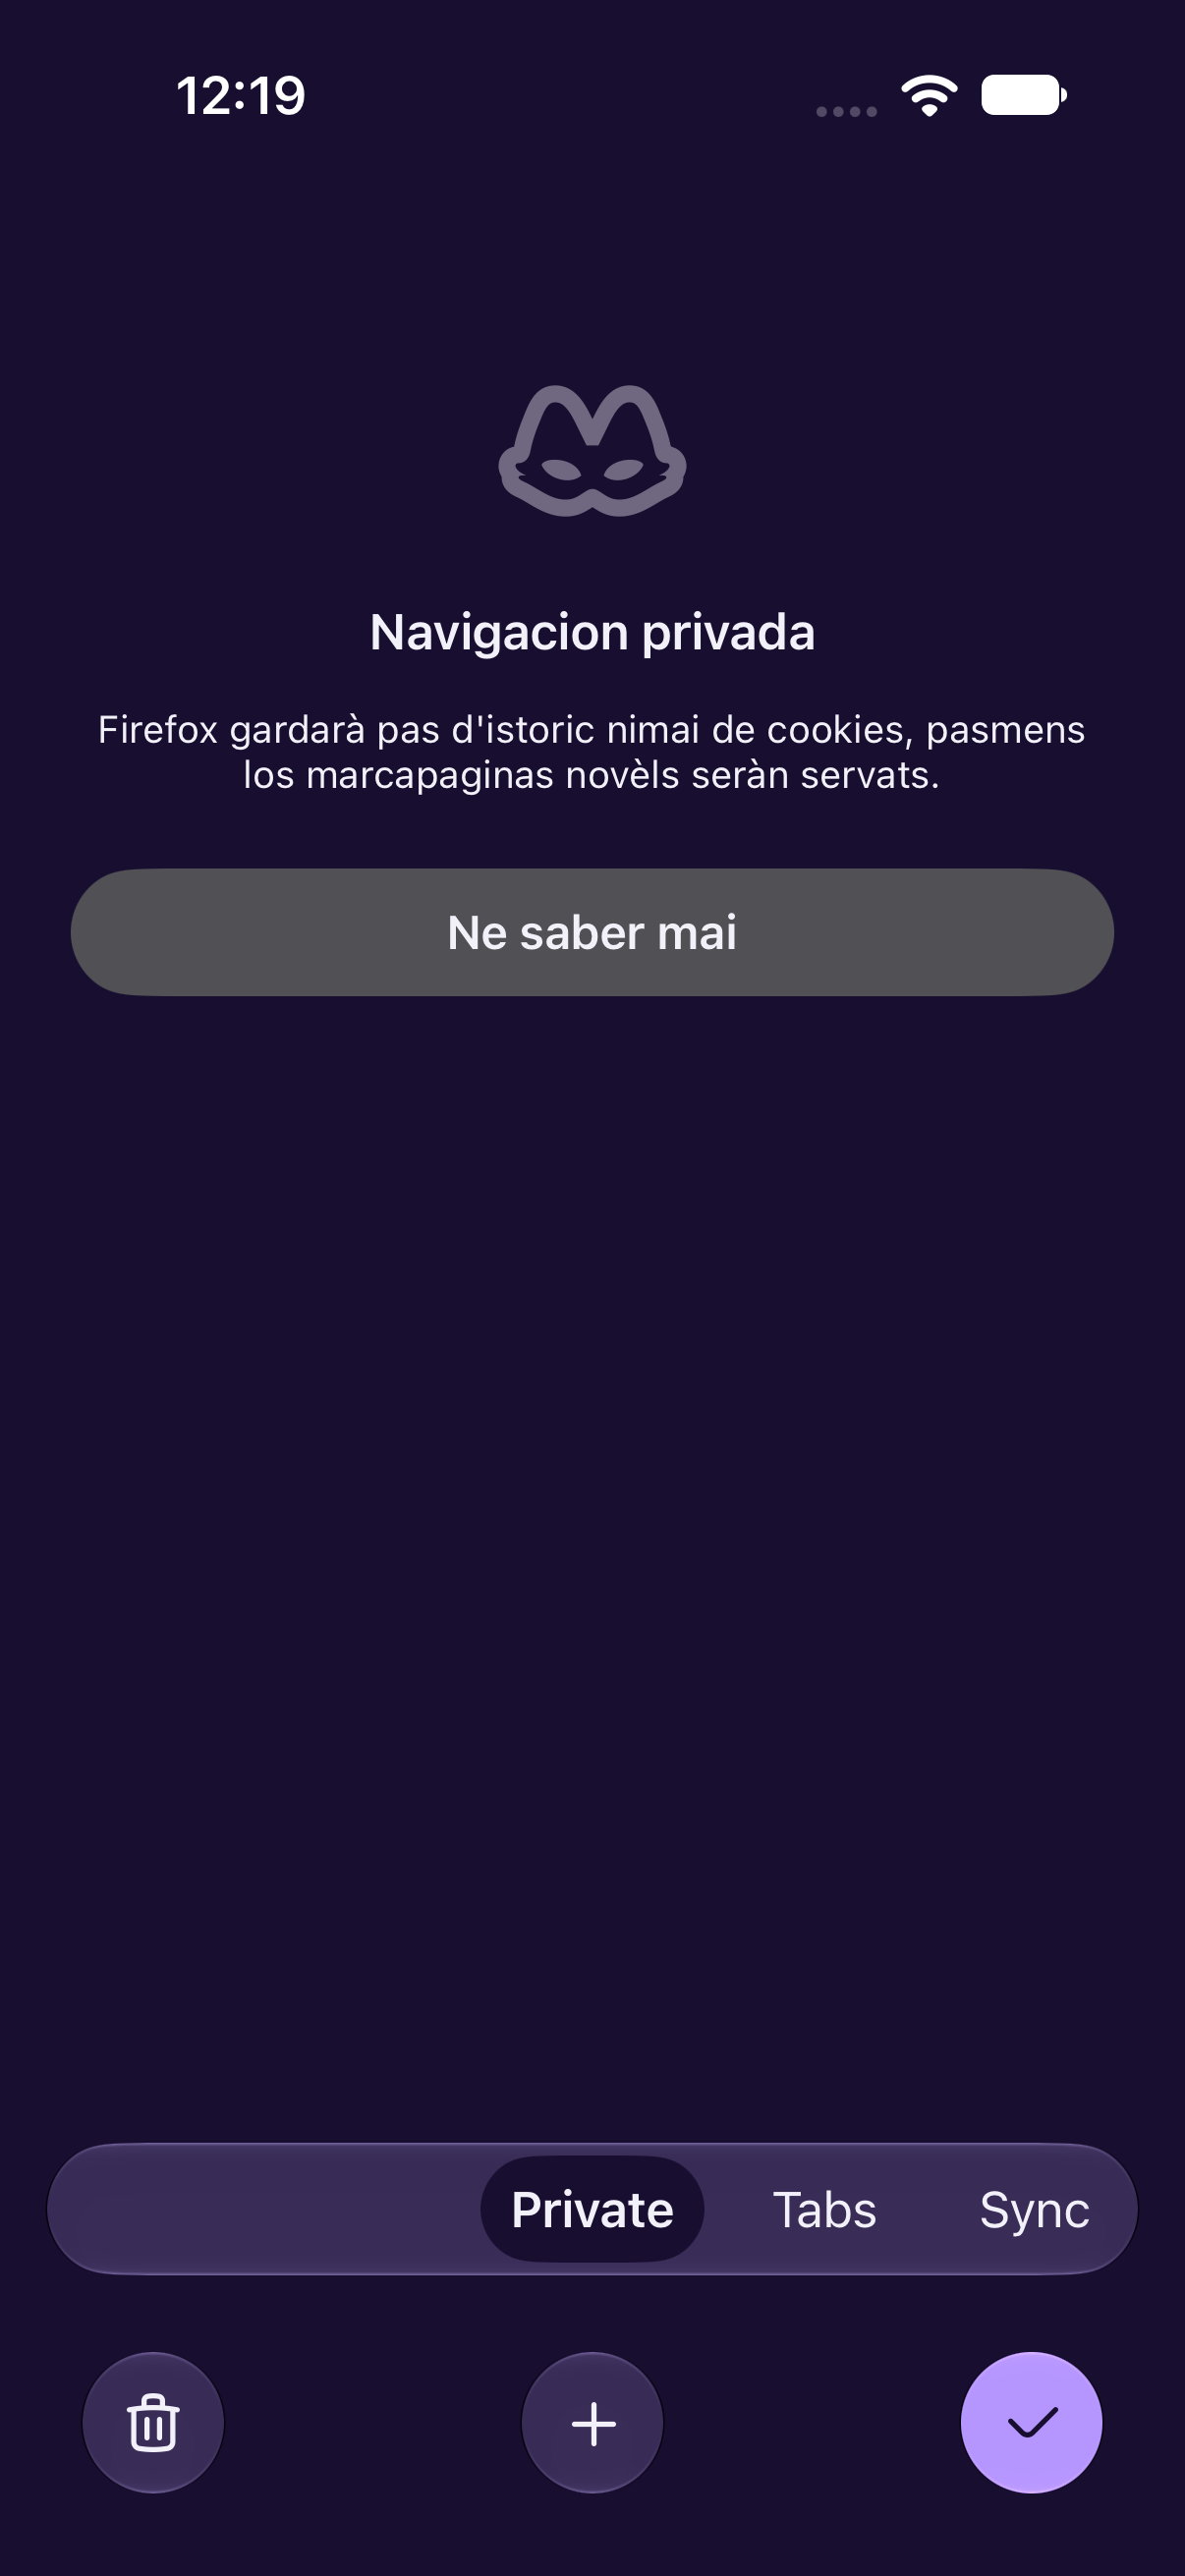 12:19
Navigacion privada
Firefox gardarà pas d'istoric nimai de cookies, pasmens
los marcapaginas novèls seràn servats.
Ne saber mai
Private
Tabs
Sync